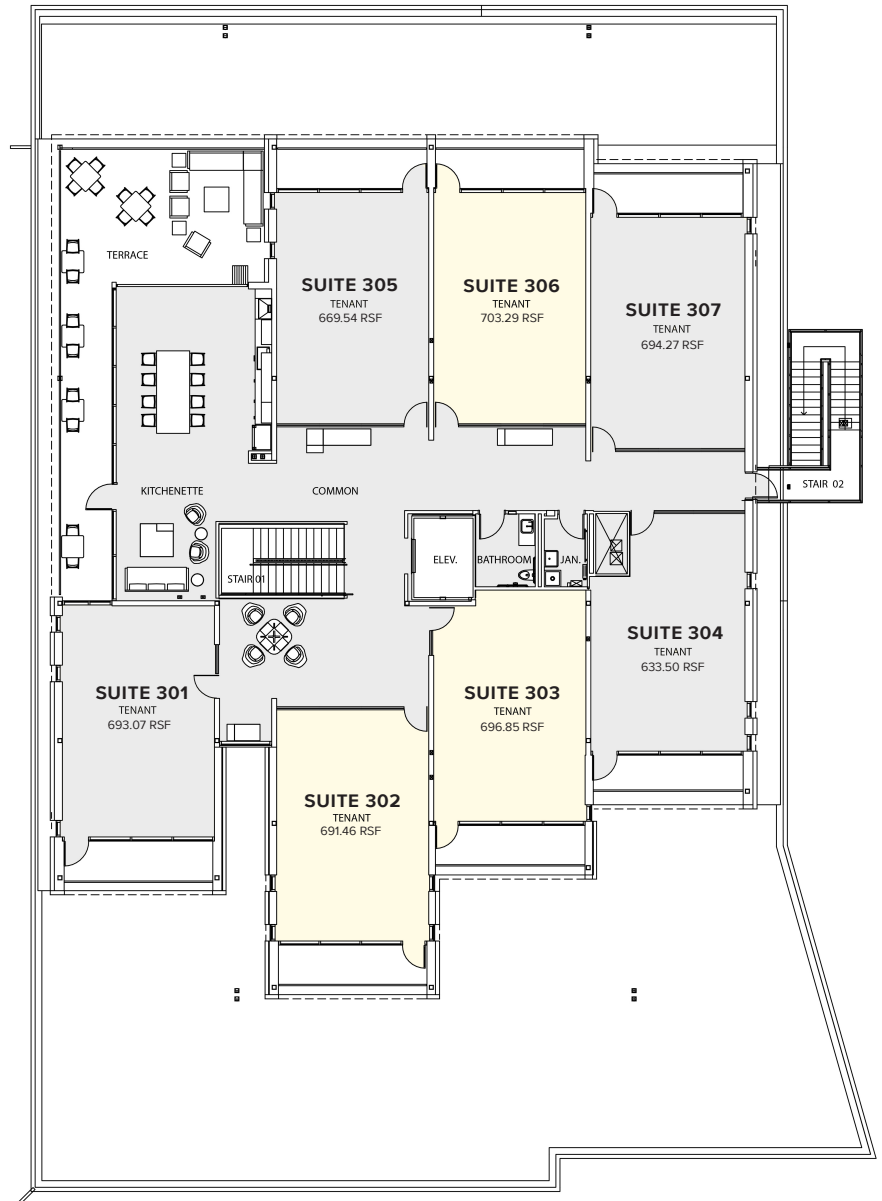 SUITE 305
TENANT
669.54 RSF
SUITE 306
TENANT
703.29 RSF
SUITE 307
TENANT
694.27 RSF
TERRACE
KITCHENETTE
COMMON
STAIR 02
STAIR 01
ELEV.
BATHROOM
JAN.
SUITE 301
TENANT
693.07 RSF
SUITE 302
TENANT
691.46 RSF
SUITE 303
TENANT
696.85 RSF
SUITE 304
TENANT
633.50 RSF